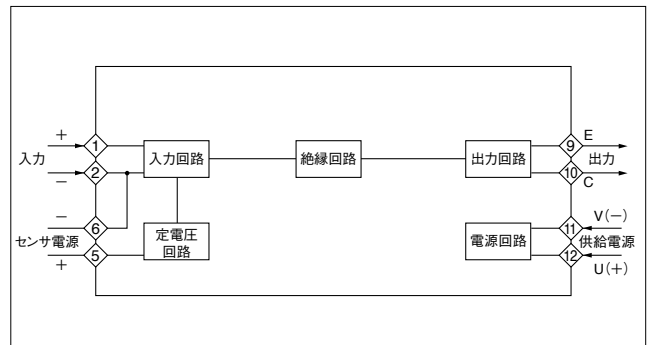 ＋
①
入力
入力回路
絶縁回路
出力回路
E
9
出力
2
－
10
C
－
6
センサ電源
5
＋
定電圧
回路
電源回路
11
V(－)
供給電源
12
U(＋)